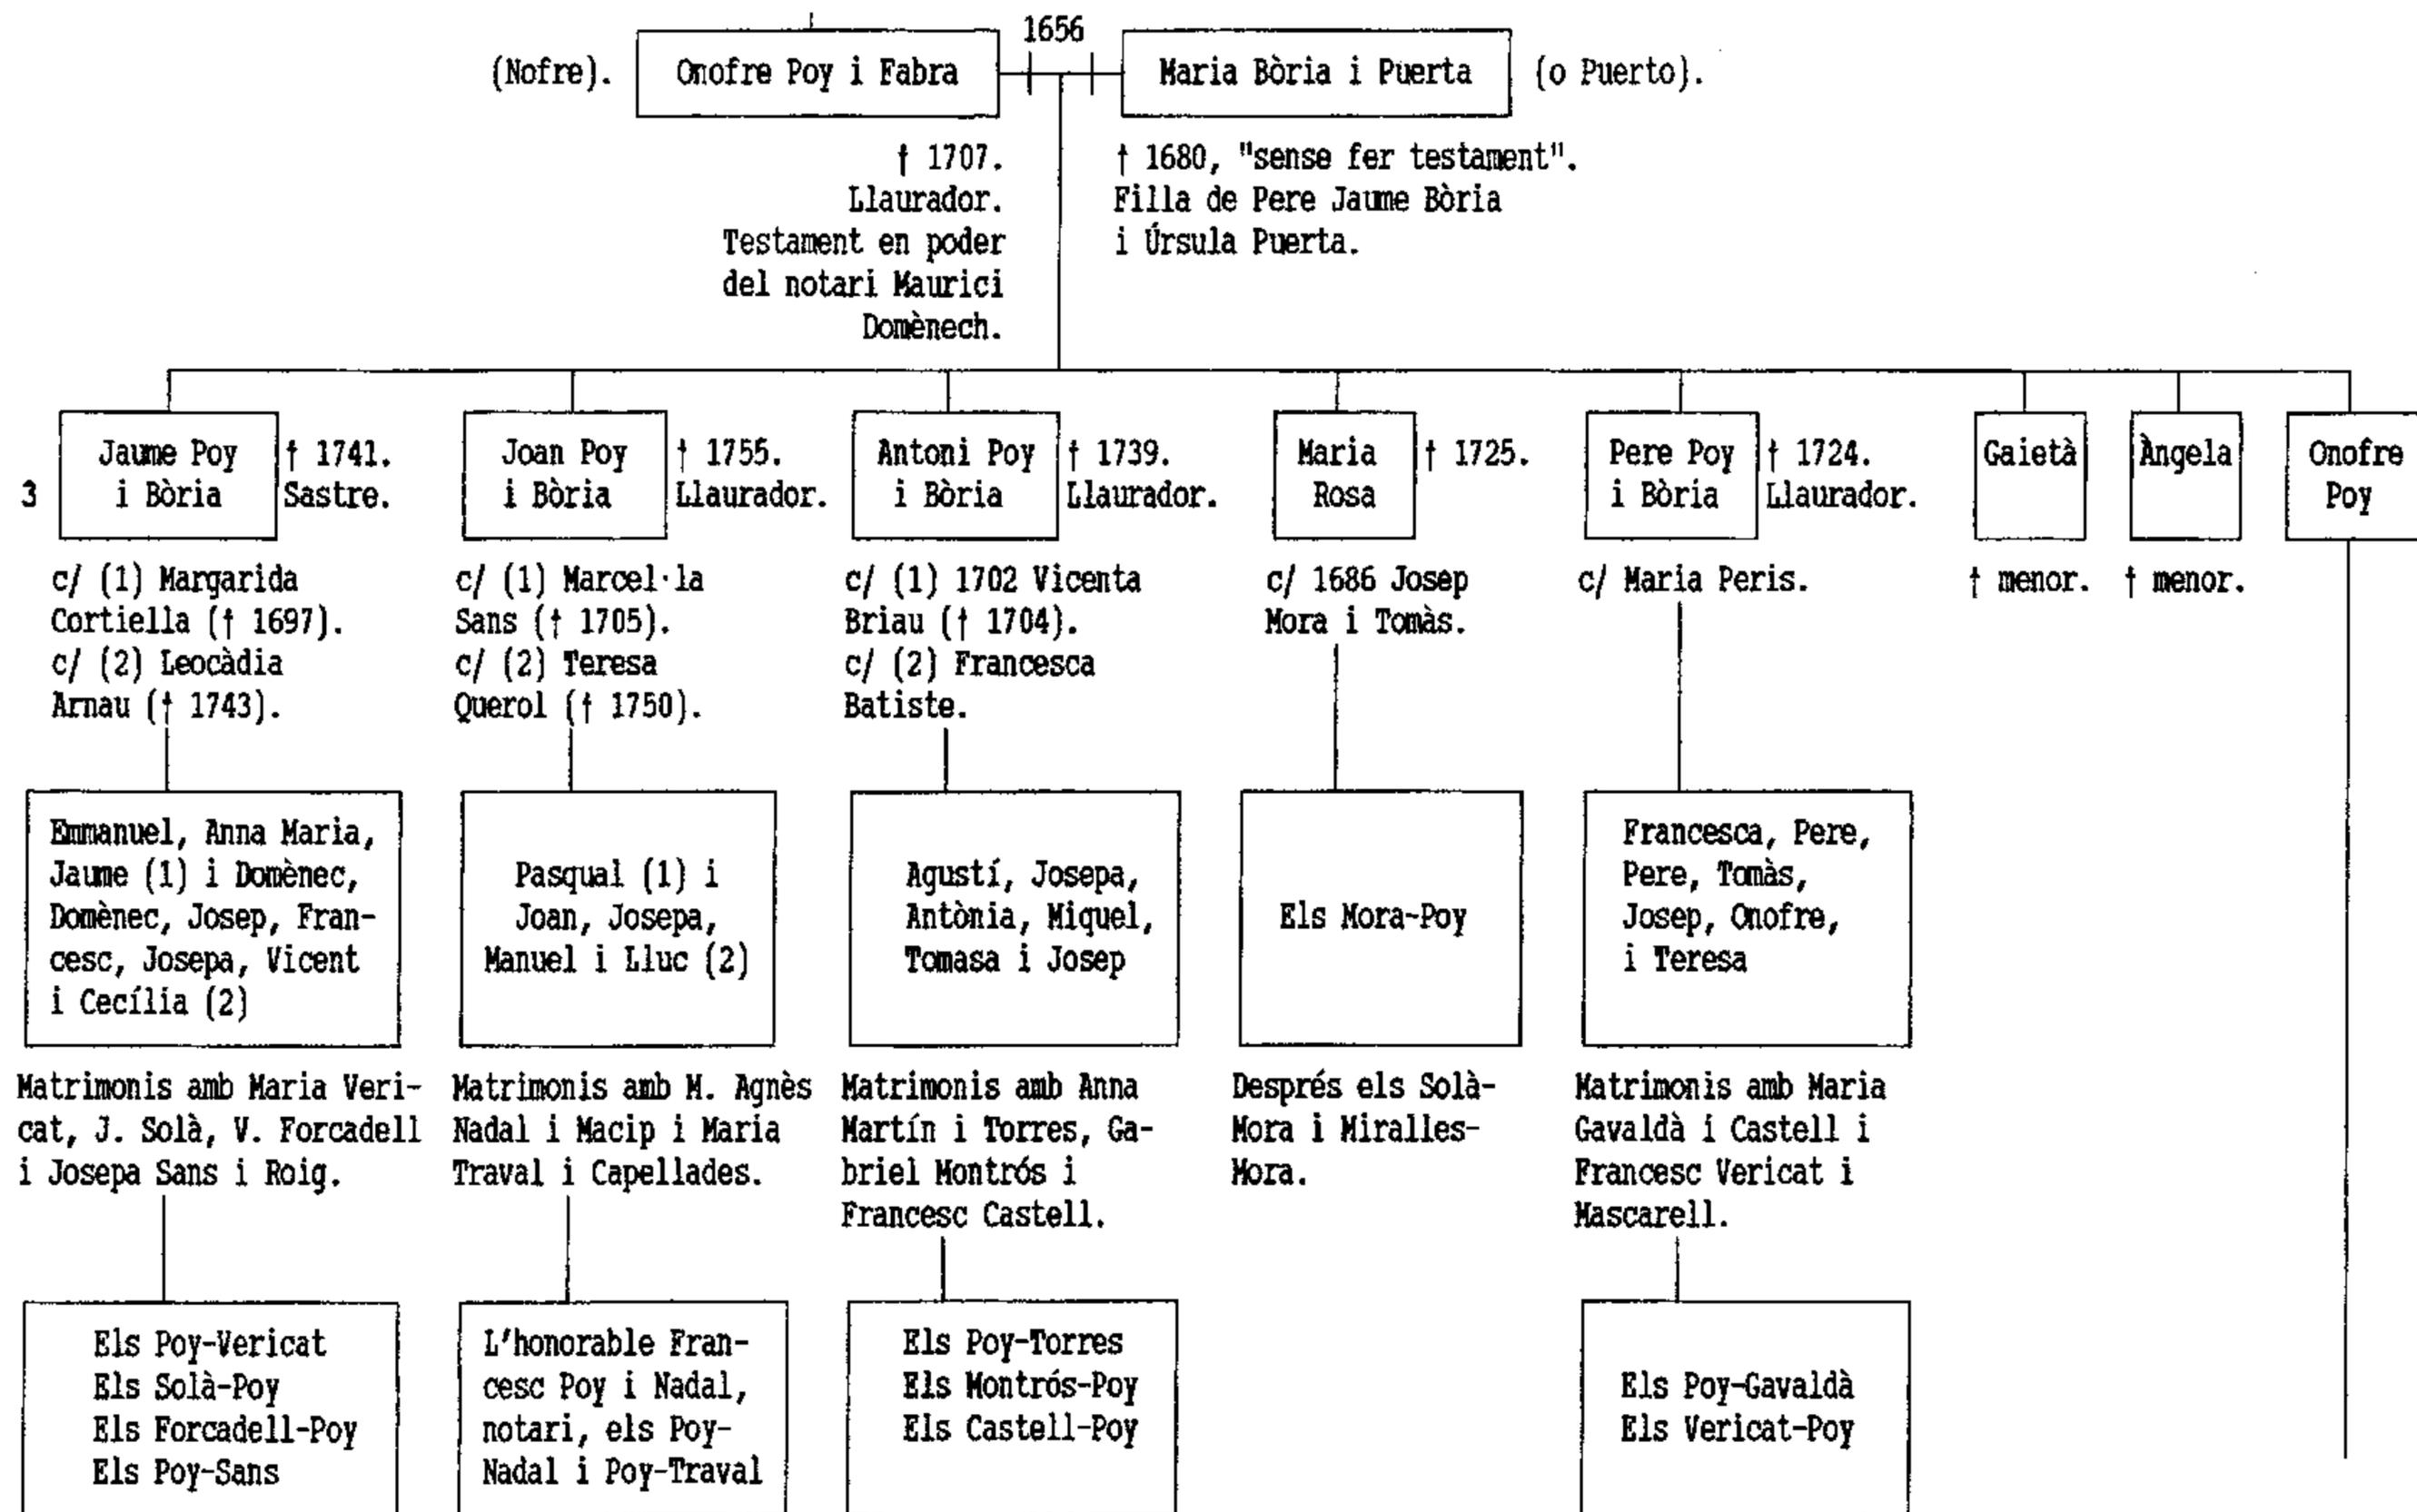 1656
(Nofre).
Onofre Poy i Fabra
Maria Bòria i Puerta
(o Puerto).
† 1707.
Llaurador.
Testament en poder
del notari Maurici
Domènech.
† 1680, "sense fer testament".
Filla de Pere Jaume Bòria
i Úrsula Puerta.
3
Jaume Poy
i Bòria
† 1741.
Sastre.
c/ (1) Margarida
Cortiella († 1697).
c/ (2) Leocàdia
Arnau († 1743).
Emmanuel, Anna Maria,
Jaume (1) i Domènec,
Domènec, Josep, Fran-
cesc, Josepa, Vicent
i Cecília (2)
Matrimonis amb Maria Veri-
cat, J. Solà, V. Forcadell
i Josepa Sans i Roig.
Els Poy-Vericat
Els Solà-Poy
Els Forcadell-Poy
Els Poy-Sans
Joan Poy
i Bòria
† 1755.
Llaurador.
c/ (1) Marcel·la
Sans († 1705).
c/ (2) Teresa
Querol († 1750).
Pasqual (1) i
Joan, Josepa,
Manuel i Lluc (2)
Matrimonis amb M. Agnès
Nadal i Macip i Maria
Traval i Capellades.
L'honorable Fran-
cesc Poy i Nadal,
notari, els Poy-
Nadal i Poy-Traval
Antoni Poy
i Bòria
† 1739.
Llaurador.
c/ (1) 1702 Vicenta
Briau († 1704).
c/ (2) Francesca
Batiste.
Agustí, Josepa,
Antònia, Miquel,
Tomasa i Josep
Matrimonis amb Anna
Martín i Torres, Ga-
briel Montrós i
Francesc Castell.
Els Poy-Torres
Els Montrós-Poy
Els Castell-Poy
Maria
Rosa
† 1725.
c/ 1686 Josep
Mora i Tomàs.
Els Mora-Poy
Després els Solà-
Mora i Miralles-
Mora.
Pere Poy
i Bòria
† 1724.
Llaurador.
c/ Maria Peris.
Francesca, Pere,
Pere, Tomàs,
Josep, Onofre,
i Teresa
Matrimonis amb Maria
Gavaldà i Castell i
Francesc Vericat i
Mascarell.
Els Poy-Gavaldà
Els Vericat-Poy
Gaietà
† menor.
Àngela
† menor.
Onofre
Poy